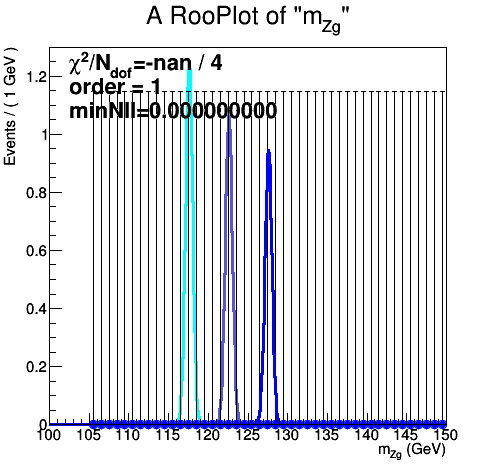 A RooPlot of "m_Zg"
χ²/N_dof=-nan / 4
order = 1
minNll=0.000000000
Events / ( 1 GeV )
1.2
1
0.8
0.6
0.4
0.2
0
100 105 110 115 120 125 130 135 140 145 150
m_Zg (GeV)